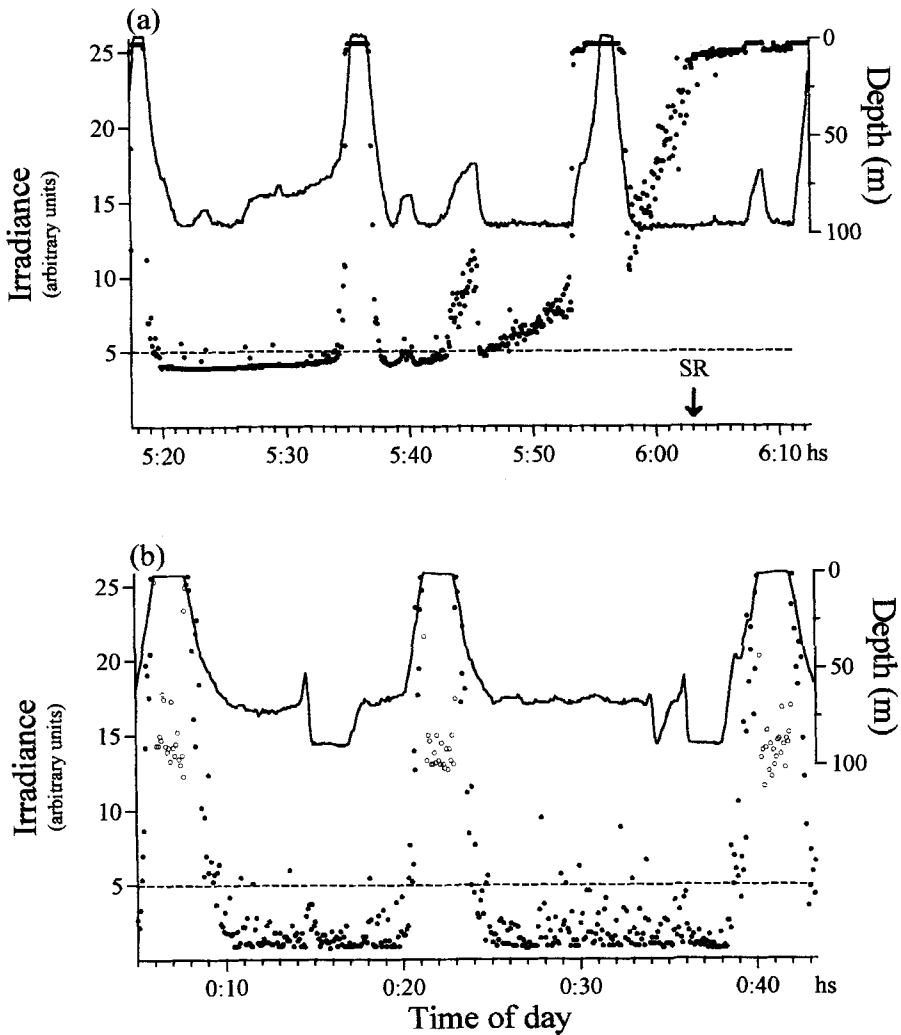 (a)
25
20
15
10
5
Irradiance
(arbitrary units)
0
50
100
Depth (m)
SR
5:20
5:30
5:40
5:50
6:00
6:10 hs
(b)
25
20
15
10
5
Irradiance
(arbitrary units)
0
50
100
Depth (m)
0:10
0:20
0:30
0:40
hs
Time of day